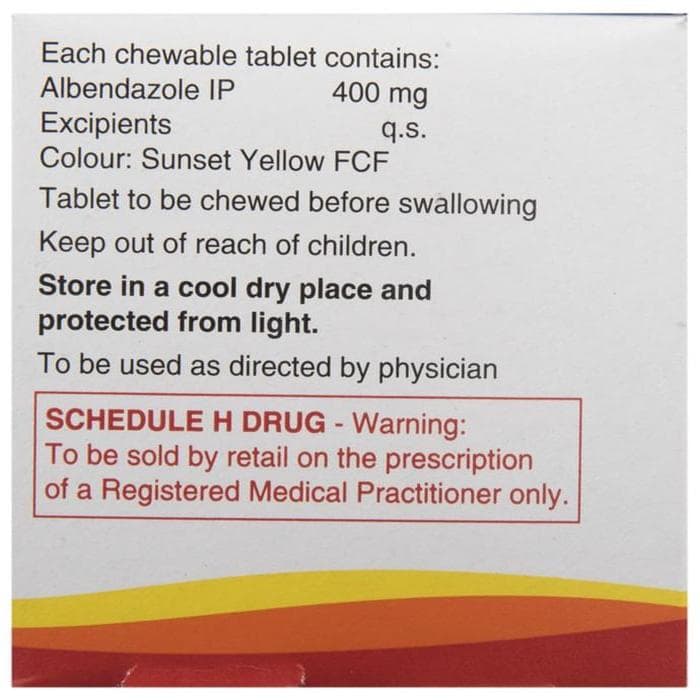 Each chewable tablet contains:
Albendazole IP 400 mg
Excipients q.s.
Colour: Sunset Yellow FCF
Tablet to be chewed before swallowing
Keep out of reach of children.
Store in a cool dry place and
protected from light.
To be used as directed by physician
SCHEDULE H DRUG - Warning:
To be sold by retail on the prescription
of a Registered Medical Practitioner only.